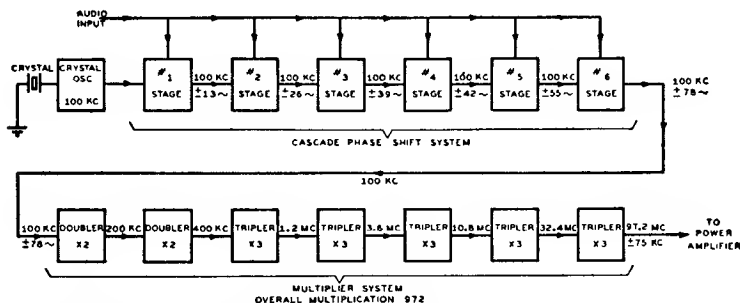 AUDIO
INPUT
CRYSTAL
CRYSTAL
OSC
100 KC
#1
STAGE
100 KC
±13~
#2
STAGE
100 KC
±26~
#3
STAGE
100 KC
±39~
#4
STAGE
100 KC
±42~
#5
STAGE
100 KC
±55~
#6
STAGE
100 KC
±78~
CASCADE PHASE SHIFT SYSTEM
100 KC
100 KC
±78~
DOUBLER
X2
200 KC
DOUBLER
X2
400 KC
TRIPLER
X3
1.2 MC
TRIPLER
X3
3.6 MC
TRIPLER
X3
10.8 MC
TRIPLER
X3
32.4 MC
TRIPLER
X3
97.2 MC
±75 KC
TO
POWER
AMPLIFIER
MULTIPLIER SYSTEM
OVERALL MULTIPLICATION 972